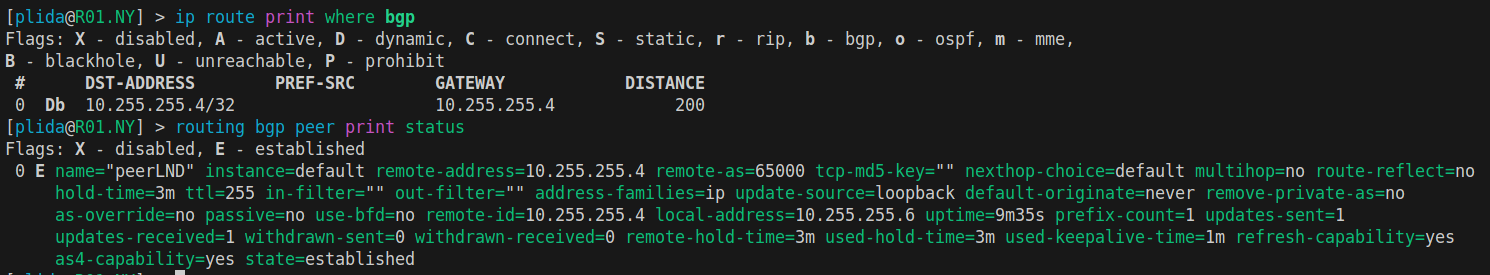 [plida@R01.NY] > ip route print where bgp
Flags: X - disabled, A - active, D - dynamic, C - connect, S - static, r - rip, b - bgp, o - ospf, m - mme,
B - blackhole, U - unreachable, P - prohibit
 #      DST-ADDRESS        PREF-SRC        GATEWAY            DISTANCE
 0  Db  10.255.255.4/32                    10.255.255.4            200
[plida@R01.NY] > routing bgp peer print status
Flags: X - disabled, E - established
 0 E name="peerLND" instance=default remote-address=10.255.255.4 remote-as=65000 tcp-md5-key="" nexthop-choice=default multihop=no route-reflect=no
     hold-time=3m ttl=255 in-filter="" out-filter="" address-families=ip update-source=loopback default-originate=never remove-private-as=no
     as-override=no passive=no use-bfd=no remote-id=10.255.255.4 local-address=10.255.255.6 uptime=9m35s prefix-count=1 updates-sent=1
     updates-received=1 withdrawn-sent=0 withdrawn-received=0 remote-hold-time=3m used-hold-time=3m used-keepalive-time=1m refresh-capability=yes
     as4-capability=yes state=established